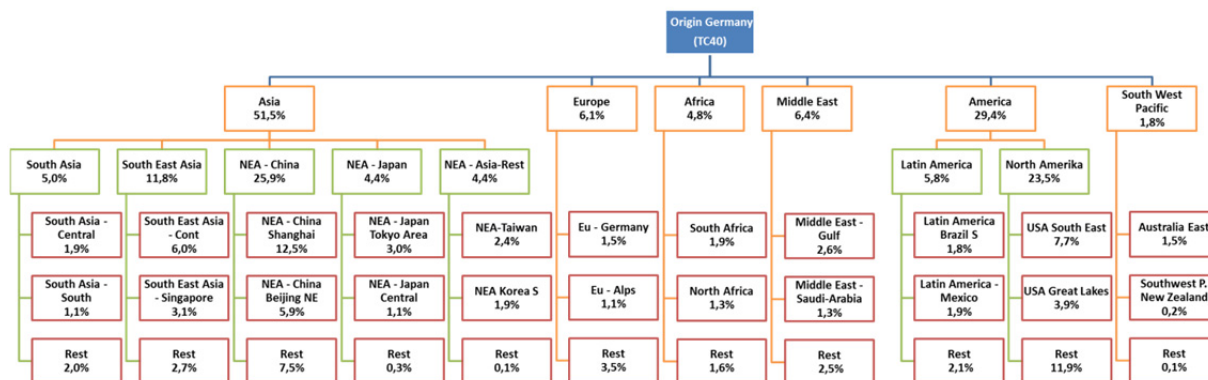 Origin Germany
(TC40)
Asia
51,5%
Europe
6,1%
Africa
4,8%
Middle East
6,4%
America
29,4%
South West
Pacific
1,8%
South Asia
5,0%
South East Asia
11,8%
NEA - China
25,9%
NEA - Japan
4,4%
NEA - Asia-Rest
4,4%
Latin America
5,8%
North Amerika
23,5%
South Asia -
Central
1,9%
South East Asia
- Cont
6,0%
NEA - China
Shanghai
12,5%
NEA - Japan
Tokyo Area
3,0%
NEA-Taiwan
2,4%
Eu - Germany
1,5%
South Africa
1,9%
Middle East -
Gulf
2,6%
Latin America
Brazil S
1,8%
USA South East
7,7%
Australia East
1,5%
South Asia -
South
1,1%
South East Asia
- Singapore
3,1%
NEA - China
Beijing NE
5,9%
NEA - Japan
Central
1,1%
NEA Korea S
1,9%
Eu - Alps
1,1%
North Africa
1,3%
Middle East -
Saudi-Arabia
1,3%
Latin America -
Mexico
1,9%
USA Great Lakes
3,9%
Southwest P.
New Zealand
0,2%
Rest
2,0%
Rest
2,7%
Rest
7,5%
Rest
0,3%
Rest
0,1%
Rest
3,5%
Rest
1,6%
Rest
2,5%
Rest
2,1%
Rest
11,9%
Rest
0,1%